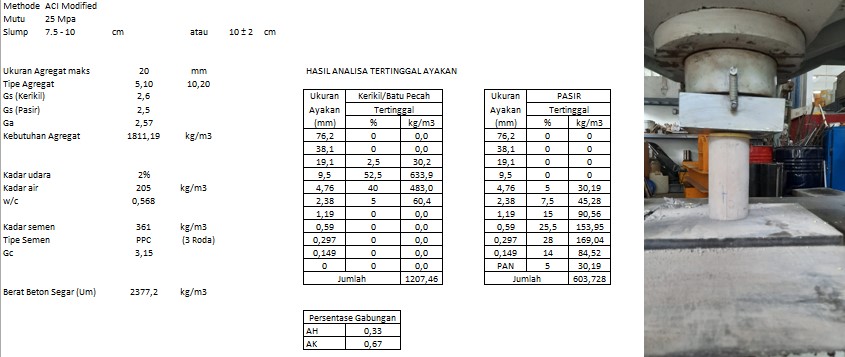 Methode ACI Modified
Mutu 25 Mpa
Slump 7.5 - 10 cm atau 10 ± 2 cm
Ukuran Agregat maks 20 mm
Tipe Agregat 5,10 10,20
Gs (Kerikil) 2,6
Gs (Pasir) 2,5
Ga 2,57
Kebutuhan Agregat 1811,19 kg/m3
Kadar udara 2%
Kadar air 205 kg/m3
w/c 0,568
Kadar semen 361 kg/m3
Tipe Semen PPC (3 Roda)
Gc 3,15
Berat Beton Segar (Um) 2377,2 kg/m3
HASIL ANALISA TERTINGGAL AYAKAN
Ukuran Kerikil/Batu Pecah
Ayakan Tertinggal
(mm) % kg/m3
76,2 0 0,0
38,1 0 0,0
19,1 2,5 30,2
9,5 52,5 633,9
4,76 40 483,0
2,38 5 60,4
1,19 0 0,0
0,59 0 0,0
0,297 0 0,0
0,149 0 0,0
0 0 0,0
Jumlah 1207,46
Ukuran PASIR
Ayakan Tertinggal
(mm) % kg/m3
76,2 0 0
38,1 0 0
19,1 0 0
9,5 0 0
4,76 5 30,19
2,38 7,5 45,28
1,19 15 90,56
0,59 25,5 153,95
0,297 28 169,04
0,149 14 84,52
PAN 5 30,19
Jumlah 603,728
Persentase Gabungan
AH 0,33
AK 0,67